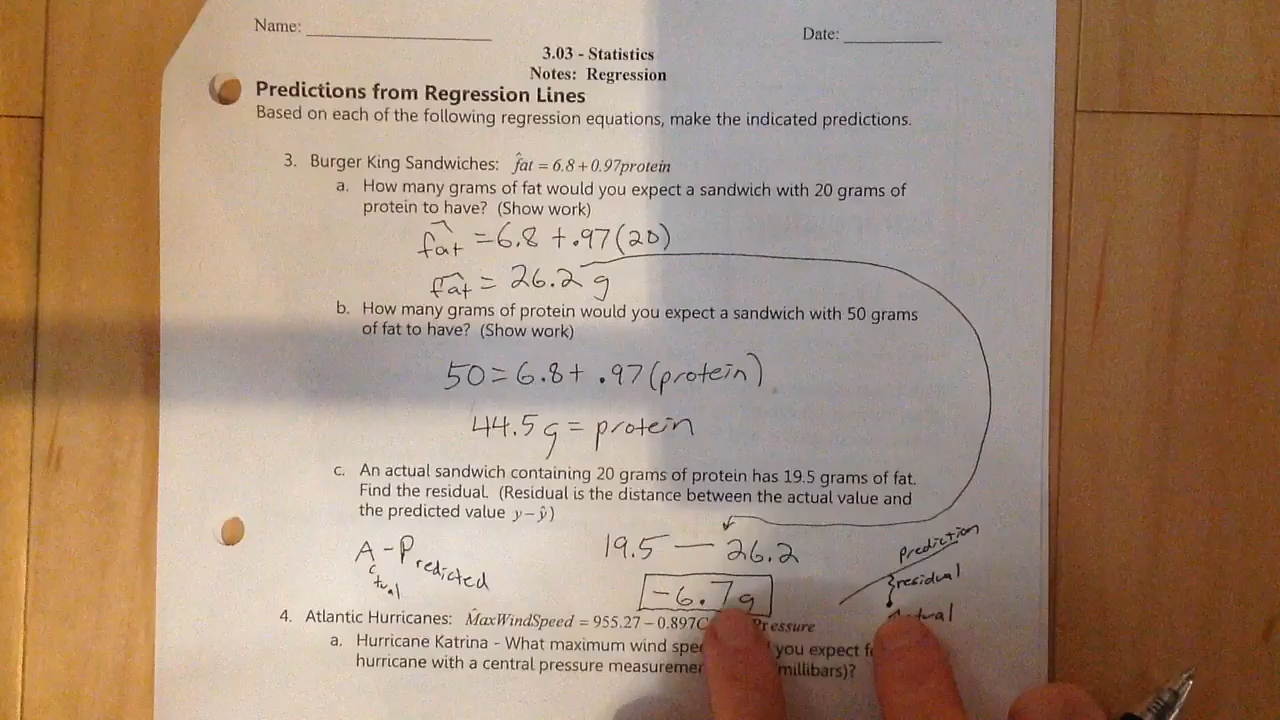 Name: ____________ Date: ____________
3.03 - Statistics
Notes: Regression
Predictions from Regression Lines
Based on each of the following regression equations, make the indicated predictions.
3. Burger King Sandwiches: f̂at = 6.8 + 0.97protein
a. How many grams of fat would you expect a sandwich with 20 grams of
protein to have? (Show work)
f̂at = 6.8 + .97(20)
f̂at = 26.2 g
b. How many grams of protein would you expect a sandwich with 50 grams
of fat to have? (Show work)
50 = 6.8 + .97(protein)
44.5 g = protein
c. An actual sandwich containing 20 grams of protein has 19.5 grams of fat.
Find the residual. (Residual is the distance between the actual value and
the predicted value y - ŷ)
A - Predicted
ctual
19.5 — 26.2
-6.7g
Prediction
residual
Actual
4. Atlantic Hurricanes: M̂axWindSpeed = 955.27 - 0.897C Pressure
a. Hurricane Katrina - What maximum wind spe you expect f
hurricane with a central pressure measuremen millibars)?